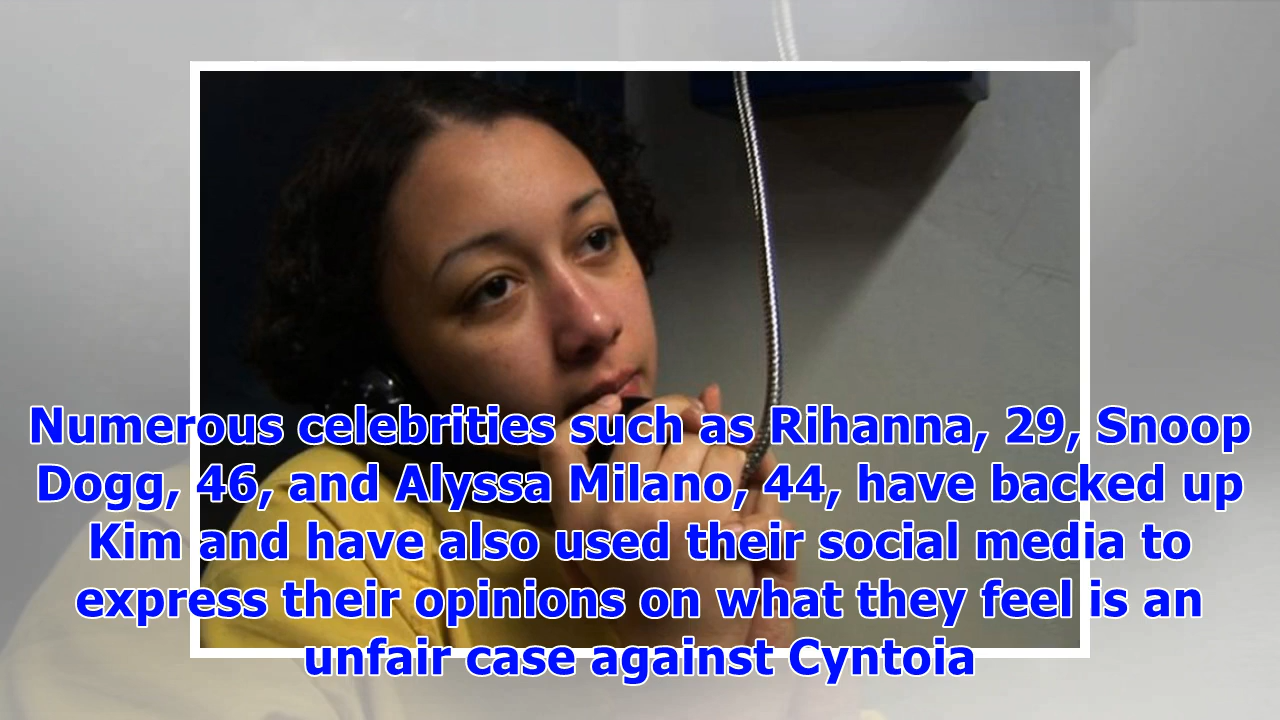 Numerous celebrities such as Rihanna, 29, Snoop
Dogg, 46, and Alyssa Milano, 44, have backed up
Kim and have also used their social media to
express their opinions on what they feel is an
unfair case against Cyntoia